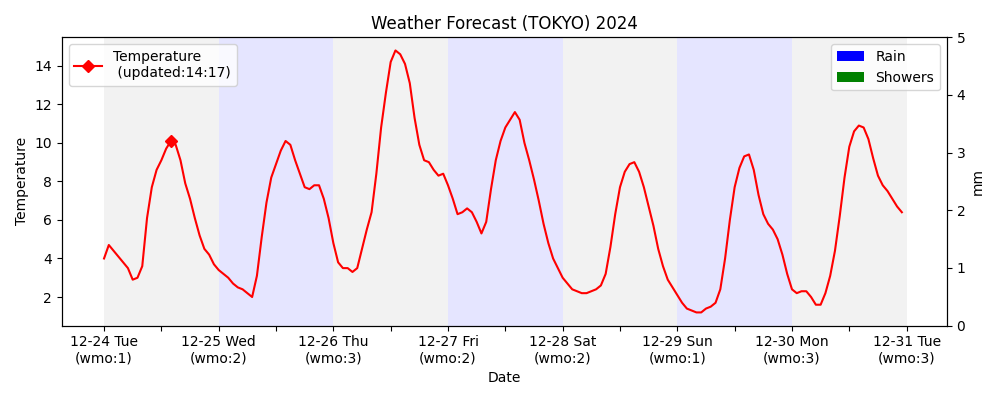 Weather Forecast (TOKYO) 2024
Temperature
(updated:14:17)
Rain
Showers
Temperature
14
12
10
8
6
4
2
5
4
3
2
1
0
mm
12-24 Tue
(wmo:1)
12-25 Wed
(wmo:2)
12-26 Thu
(wmo:3)
12-27 Fri
(wmo:2)
12-28 Sat
(wmo:2)
12-29 Sun
(wmo:1)
12-30 Mon
(wmo:3)
12-31 Tue
(wmo:3)
Date